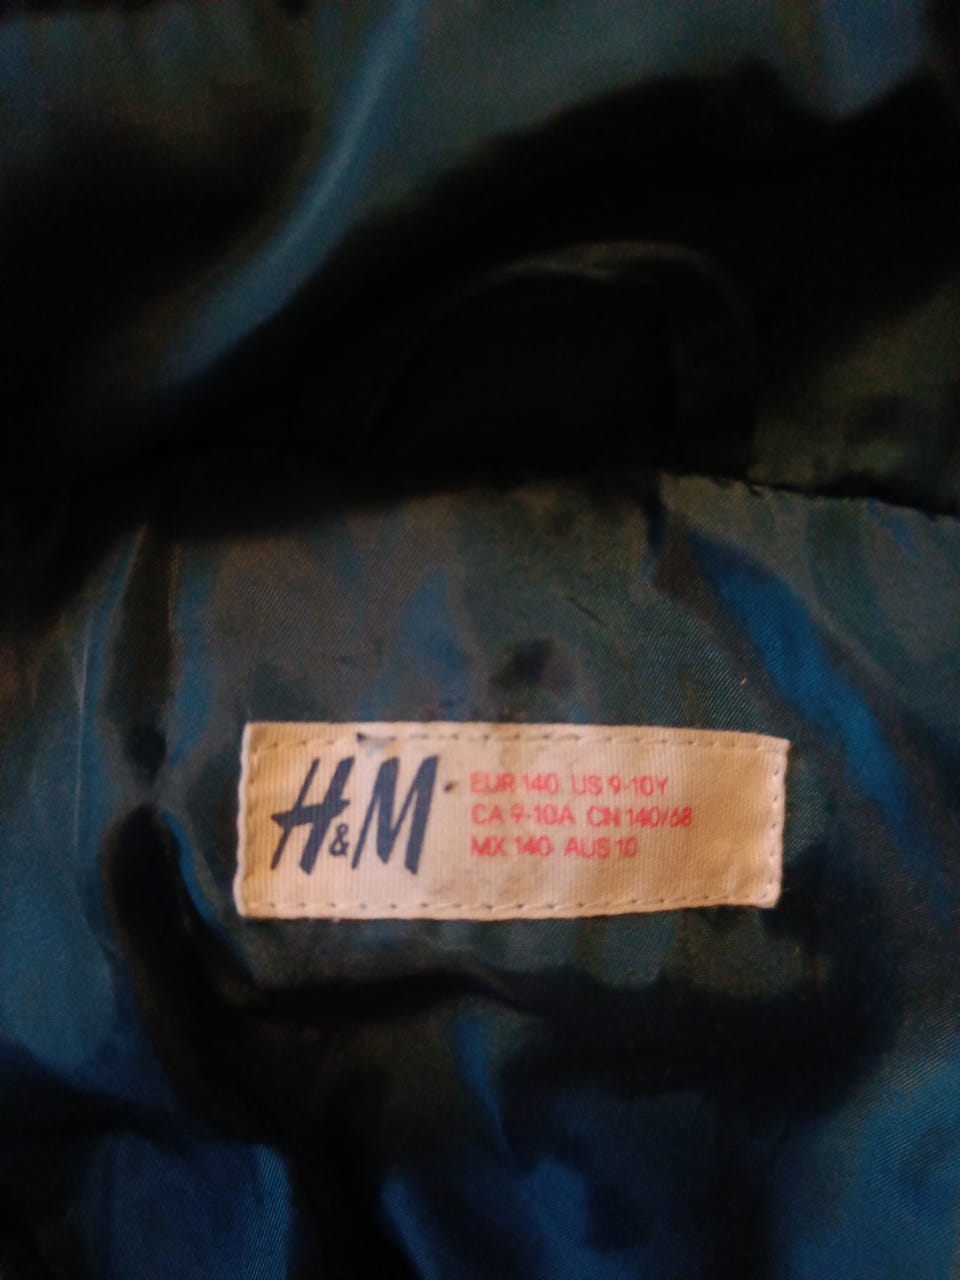 H&M
EUR 140 US 9-10Y
CA 9-10A CN 140/68
MX 140 AUS 10